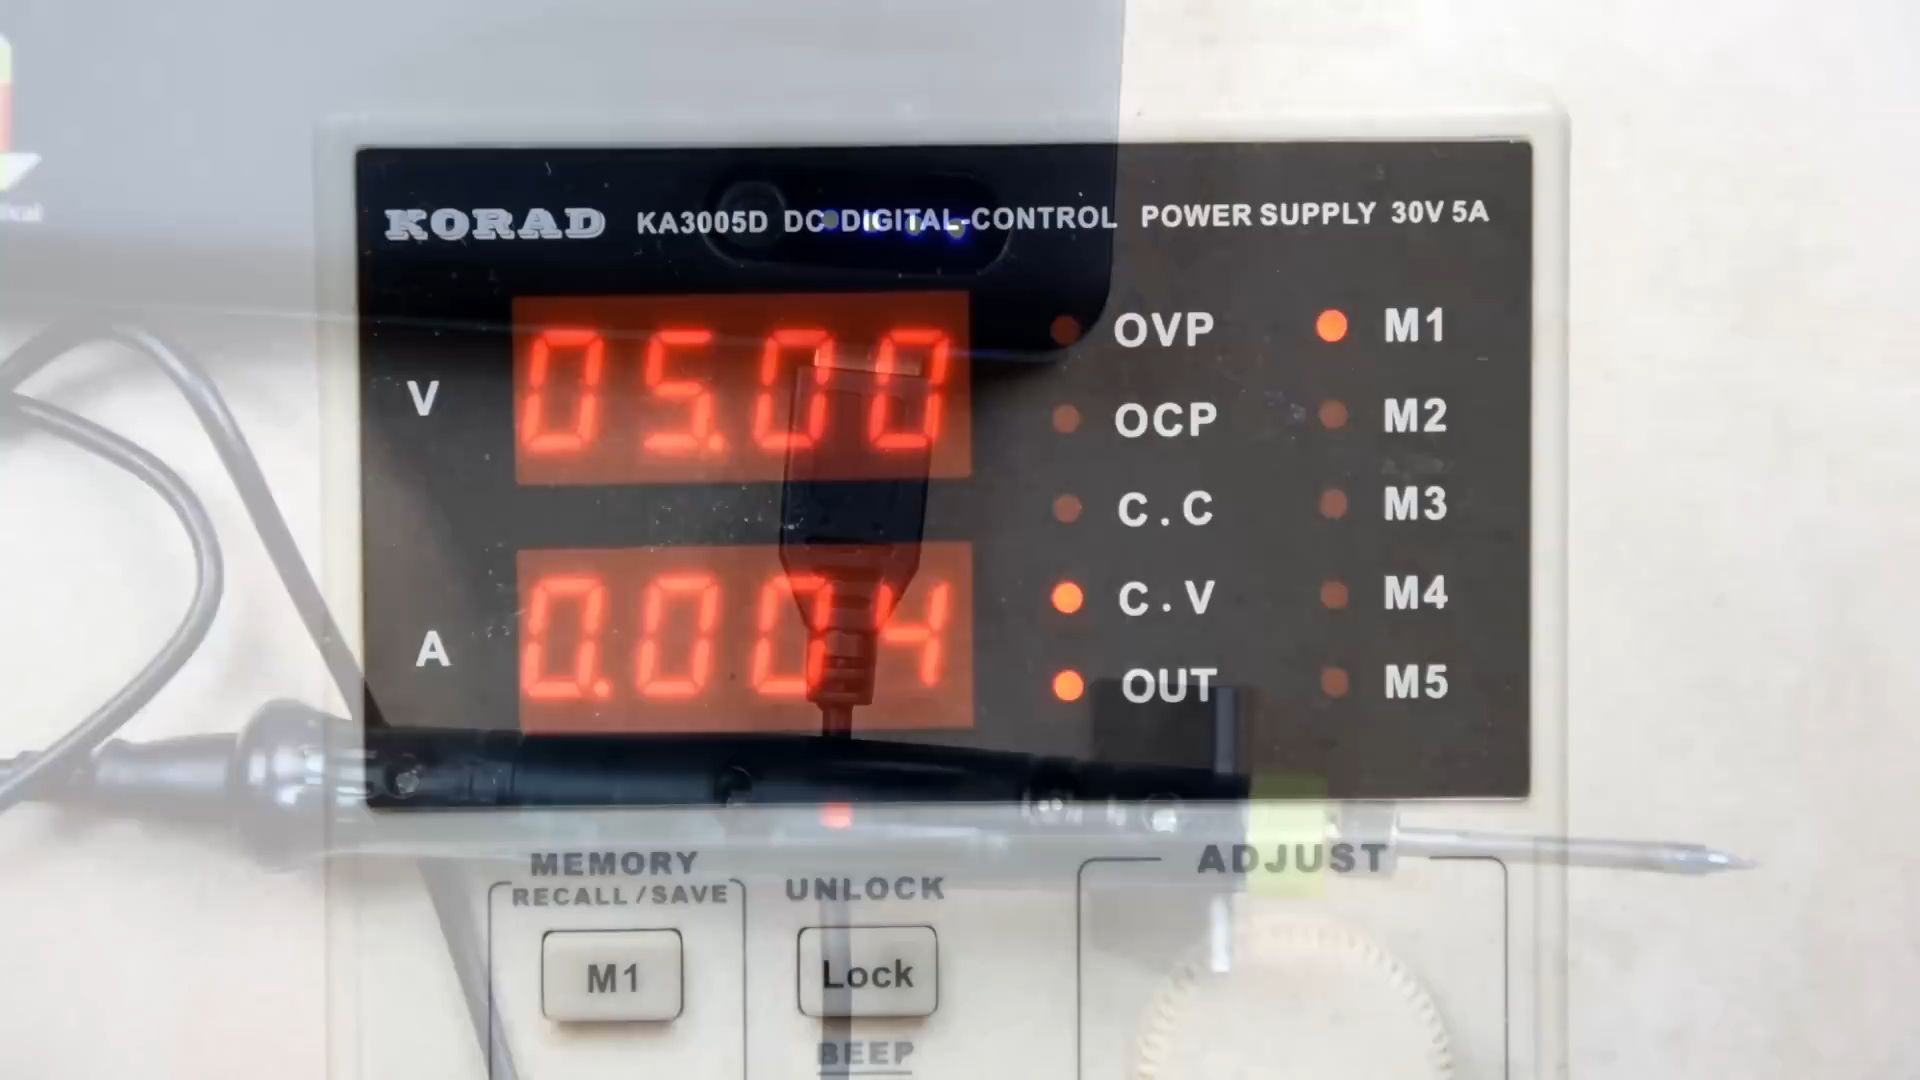 KORAD KA3005D DC DIGITAL-CONTROL POWER SUPPLY 30V 5A
V 05.00
A 0.004
OVP M1
OCP M2
C.C M3
C.V M4
OUT M5
MEMORY
RECALL/SAVE
UNLOCK
ADJUST
M1
Lock
BEEP